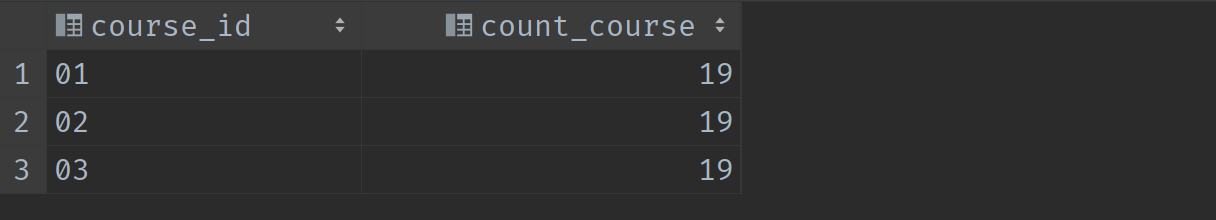 course_id count_course
1 01 19
2 02 19
3 03 19